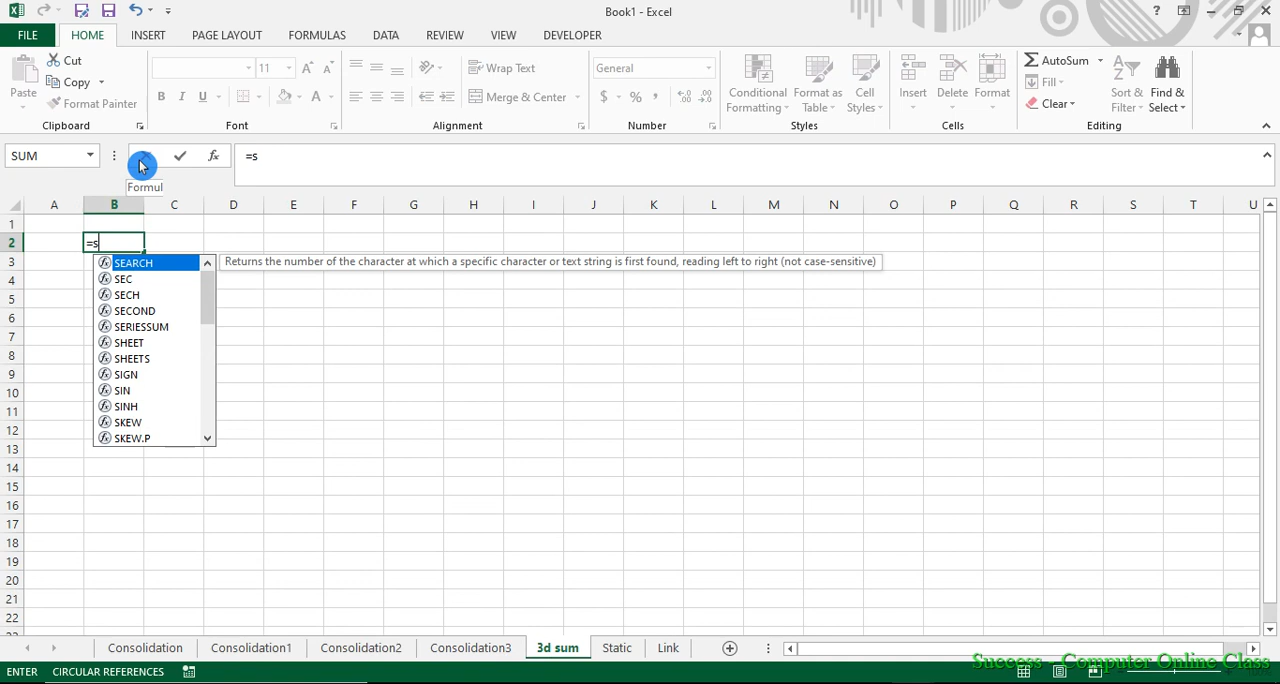 Book1 - Excel
FILE HOME INSERT PAGE LAYOUT FORMULAS DATA REVIEW VIEW DEVELOPER
Paste
Cut
Copy
Format Painter
11
B I U
A
Wrap Text
Merge & Center
General
$ % ,
Conditional Formatting
Format as Table
Cell Styles
Insert
Delete
Format
AutoSum
Fill
Clear
Sort & Filter
Find & Select
Clipboard Font Alignment Number Styles Cells Editing
SUM
fx
=s
Formul
A B C D E F G H I J K L M N O P Q R S T U
1
2 =s
3
4
5
6
7
8
9
10
11
12
13
14
15
16
17
18
19
20
21
22
SEARCH
SEC
SECH
SECOND
SERIESSUM
SHEET
SHEETS
SIGN
SIN
SINH
SKEW
SKEW.P
Returns the number of the character at which a specific character or text string is first found, reading left to right (not case-sensitive)
Consolidation Consolidation1 Consolidation2 Consolidation3 3d sum Static Link
ENTER CIRCULAR REFERENCES
Success - Computer Online Class